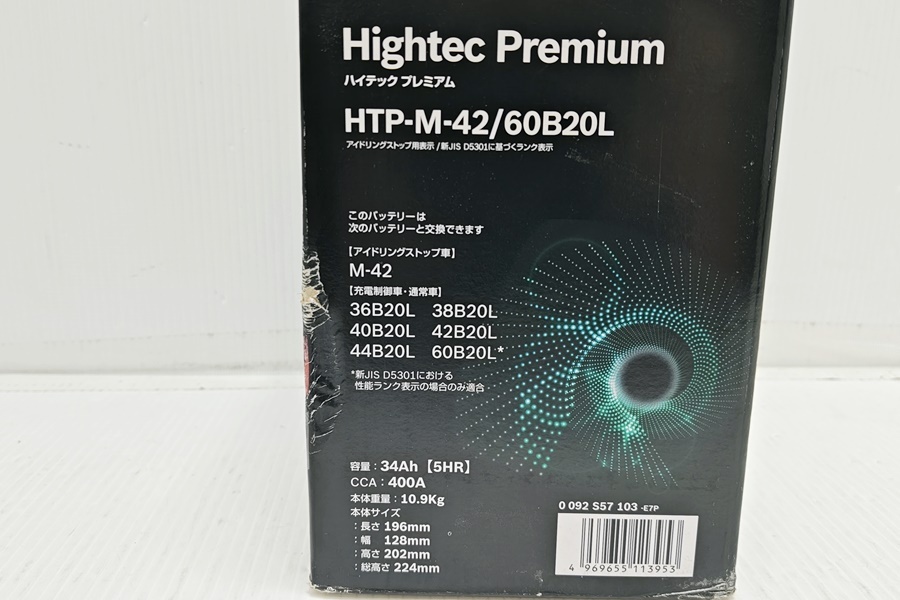 Hightec Premium
ハイテック プレミアム
HTP-M-42/60B20L
アイドリングストップ用表示 / 新JIS D5301に基づくランク表示
このバッテリーは
次のバッテリーと交換できます
【アイドリングストップ車】
M-42
【充電制御車・通常車】
36B20L 38B20L
40B20L 42B20L
44B20L 60B20L*
*新JIS D5301における
性能ランク表示の場合のみ適合
容量：34Ah【5HR】
CCA：400A
本体重量：10.9Kg
本体サイズ
：長さ 196mm
：幅 128mm
：高さ 202mm
：総高さ 224mm
0 092 S57 103 -E7P
4 969655 113953